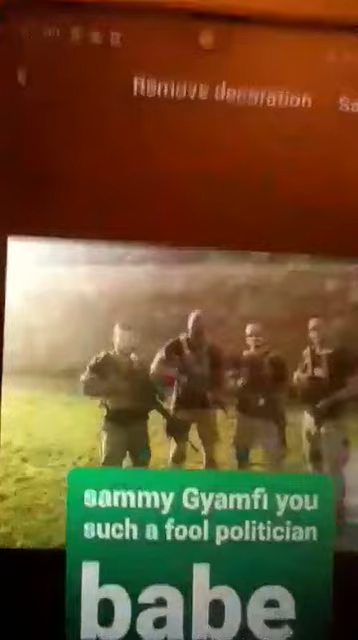 Remove decoration
sammy Gyamfi you
such a fool politician
babe